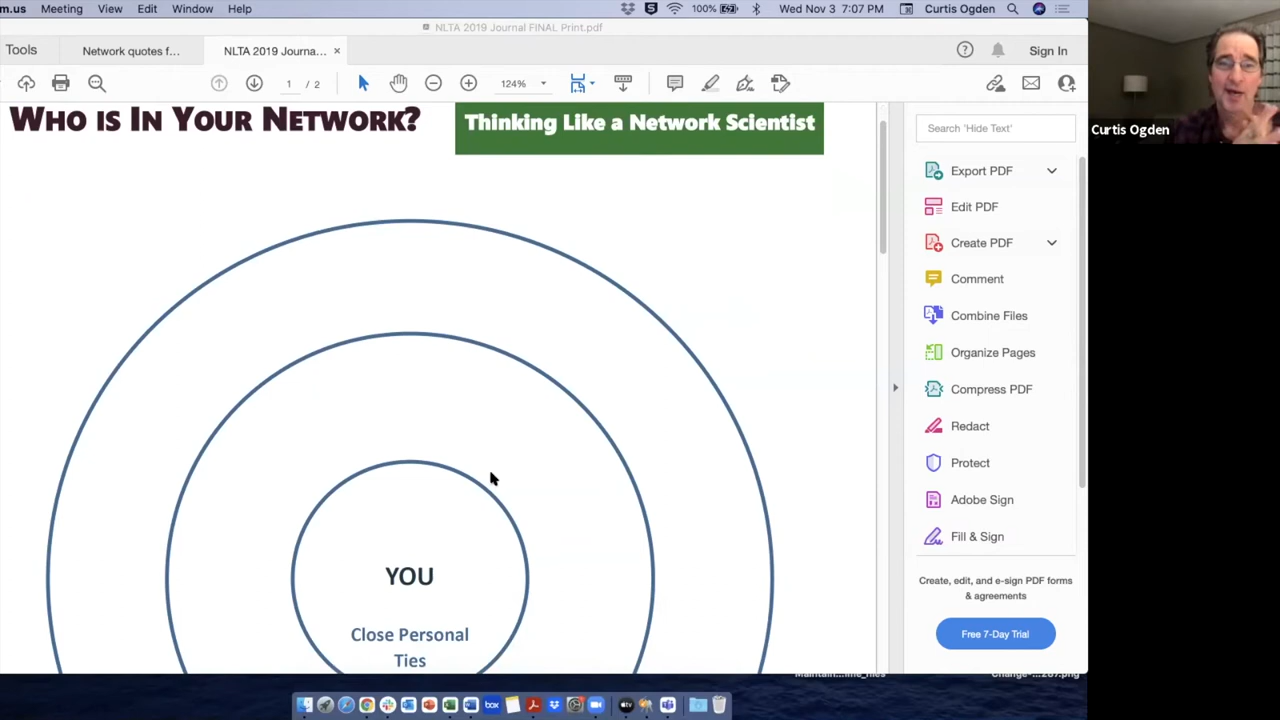 m.us Meeting View Edit Window Help 100% Wed Nov 3 7:07 PM Curtis Ogden
NLTA 2019 Journal FINAL Print.pdf
Tools Network quotes f... NLTA 2019 Journa... × Sign In
1 / 2 124%
WHO IS IN YOUR NETWORK?
Thinking Like a Network Scientist
YOU
Close Personal
Ties
Search 'Hide Text'
Export PDF
Edit PDF
Create PDF
Comment
Combine Files
Organize Pages
Compress PDF
Redact
Protect
Adobe Sign
Fill & Sign
Create, edit, and e-sign PDF forms
& agreements
Free 7-Day Trial
Curtis Ogden
box